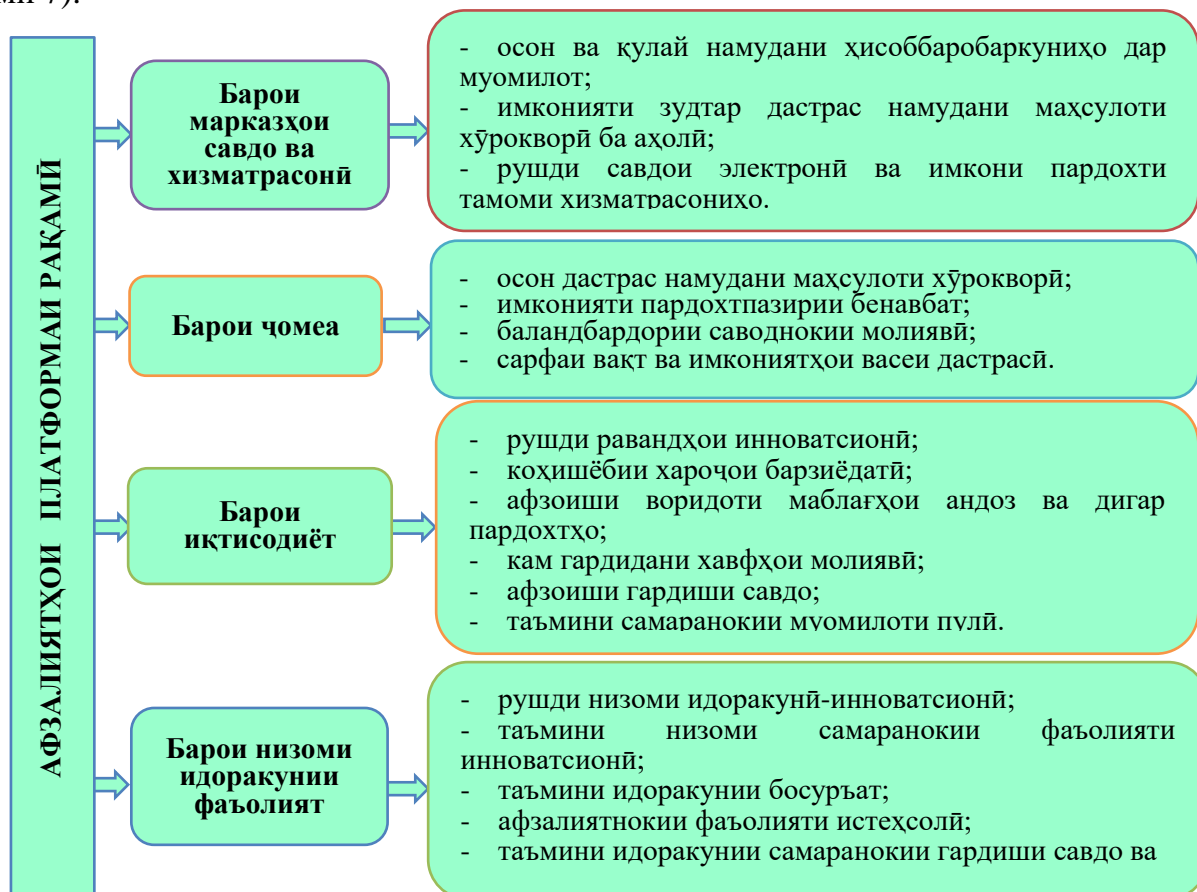 ми 7).
АФЗАЛИЯТҲОИ ПЛАТФОРМАИ РАҚАМӢ
Барои
марказҳои
савдо ва
хизматрасонӣ
- осон ва қулай намудани ҳисоббаробаркуниҳо дар
муомилот;
- имконияти зудтар дастрас намудани маҳсулоти
хӯрокворӣ ба аҳолӣ;
- рушди савдои электронӣ ва имкони пардохти
тамоми хизматрасониҳо.
Барои ҷомеа
- осон дастрас намудани маҳсулоти хӯрокворӣ;
- имконияти пардохтпазирии бенавбат;
- баландбардории саводнокии молиявӣ;
- сарфаи вақт ва имкониятҳои васеи дастрасӣ.
Барои
иқтисодиёт
- рушди равандҳои инноватсионӣ;
- коҳишёбии хароҷои барзиёдатӣ;
- афзоиши воридоти маблағҳои андоз ва дигар
пардохтҳо;
- кам гардидани хавфҳои молиявӣ;
- афзоиши гардиши савдо;
- таъмини самаранокии муомилоти пулӣ.
Барои низоми
идоракунии
фаъолият
- рушди низоми идоракунӣ-инноватсионӣ;
- таъмини низоми самаранокии фаъолияти
инноватсионӣ;
- таъмини идоракунии босуръат;
- афзалиятнокии фаъолияти истеҳсолӣ;
- таъмини идоракунии самаранокии гардиши савдо ва